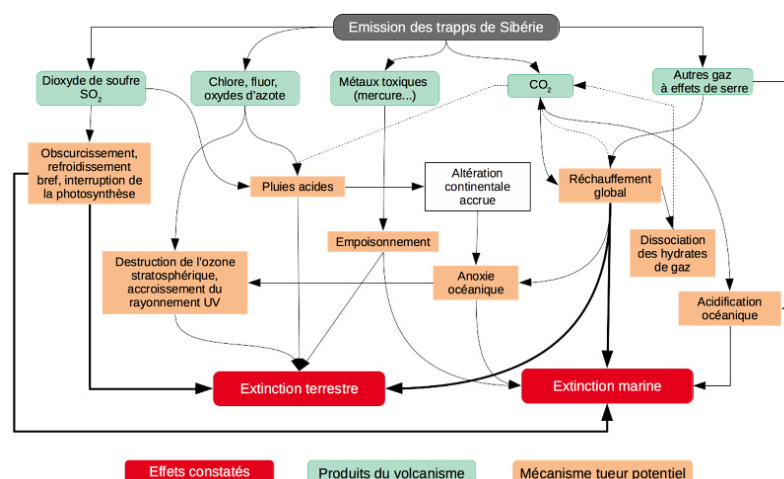 Emission des trapps de Sibérie
Dioxyde de soufre
SO2
Chlore, fluor,
oxydes d'azote
Métaux toxiques
(mercure...)
CO2
Autres gaz
à effets de serre
Obscurcissement,
refroidissement
bref, interruption de
la photosynthèse
Pluies acides
Altération
continentale
accrue
Réchauffement
global
Empoisonnement
Dissociation
des hydrates
de gaz
Destruction de l'ozone
stratosphérique,
accroissement du
rayonnement UV
Anoxie
océanique
Acidification
océanique
Extinction terrestre
Extinction marine
Effets constatés
Produits du volcanisme
Mécanisme tueur potentiel